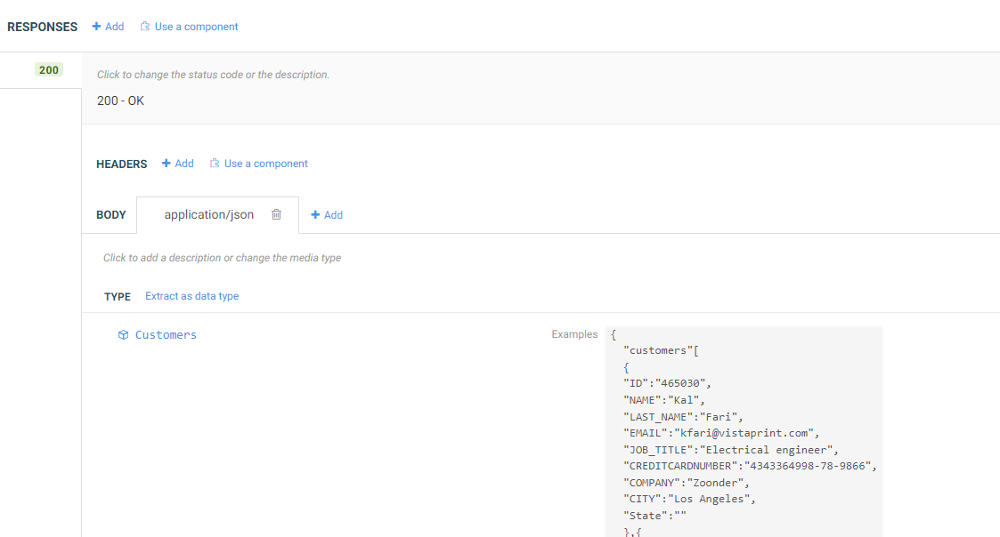 RESPONSES + Add Use a component
200
Click to change the status code or the description.
200 - OK
HEADERS + Add Use a component
BODY application/json + Add
Click to add a description or change the media type
TYPE Extract as data type
Customers
Examples
{
"customers"[
{
"ID":"465030",
"NAME":"Kal",
"LAST_NAME":"Fari",
"EMAIL":"kfari@vistaprint.com",
"JOB_TITLE":"Electrical engineer",
"CREDITCARDNUMBER":"4343364998-78-9866",
"COMPANY":"Zoonder",
"CITY":"Los Angeles",
"State":""
},{